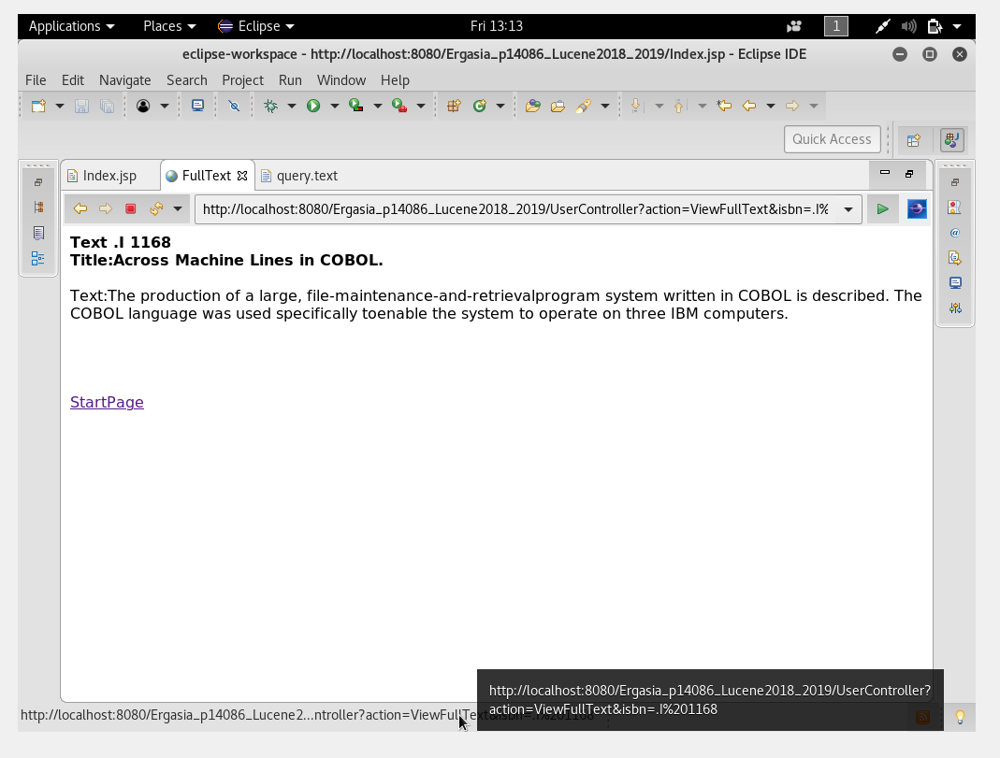 Applications Places Eclipse Fri 13:13 1
eclipse-workspace - http://localhost:8080/Ergasia_p14086_Lucene2018_2019/Index.jsp - Eclipse IDE
File Edit Navigate Search Project Run Window Help
Quick Access
Index.jsp FullText query.text
http://localhost:8080/Ergasia_p14086_Lucene2018_2019/UserController?action=ViewFullText&isbn=.I%
Text .I 1168
Title:Across Machine Lines in COBOL.
Text:The production of a large, file-maintenance-and-retrievalprogram system written in COBOL is described. The
COBOL language was used specifically toenable the system to operate on three IBM computers.
StartPage
http://localhost:8080/Ergasia_p14086_Lucene2018_2019/UserController?
action=ViewFullText&isbn=.I%201168
http://localhost:8080/Ergasia_p14086_Lucene2...ntroller?action=ViewFullText&isbn=.I%201168